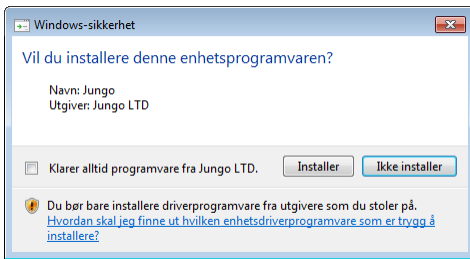 Windows-sikkerhet
Vil du installere denne enhetsprogramvaren?
Navn: Jungo
Utgiver: Jungo LTD
Klarer alltid programvare fra Jungo LTD.
Installer
Ikke installer
Du bør bare installere driverprogramvare fra utgivere som du stoler på.
Hvordan skal jeg finne ut hvilken enhetsdriverprogramvare som er trygg å
installere?